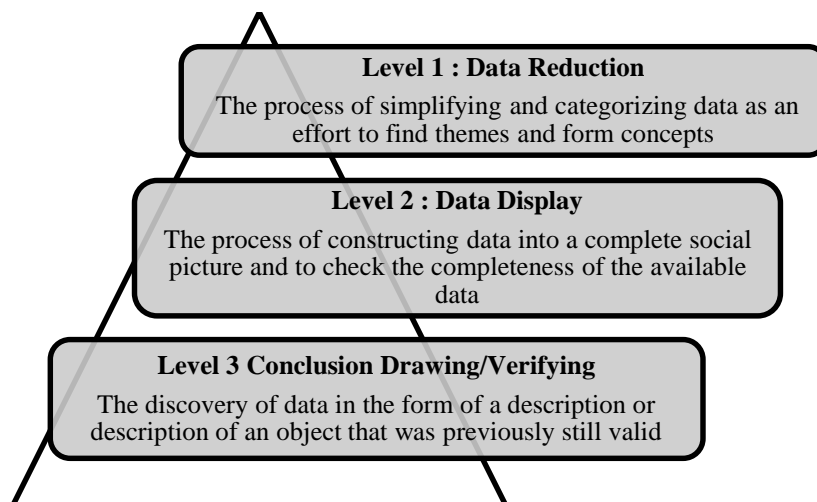 Level 1 : Data Reduction
The process of simplifying and categorizing data as an
effort to find themes and form concepts
Level 2 : Data Display
The process of constructing data into a complete social
picture and to check the completeness of the available
data
Level 3 Conclusion Drawing/Verifying
The discovery of data in the form of a description or
description of an object that was previously still valid